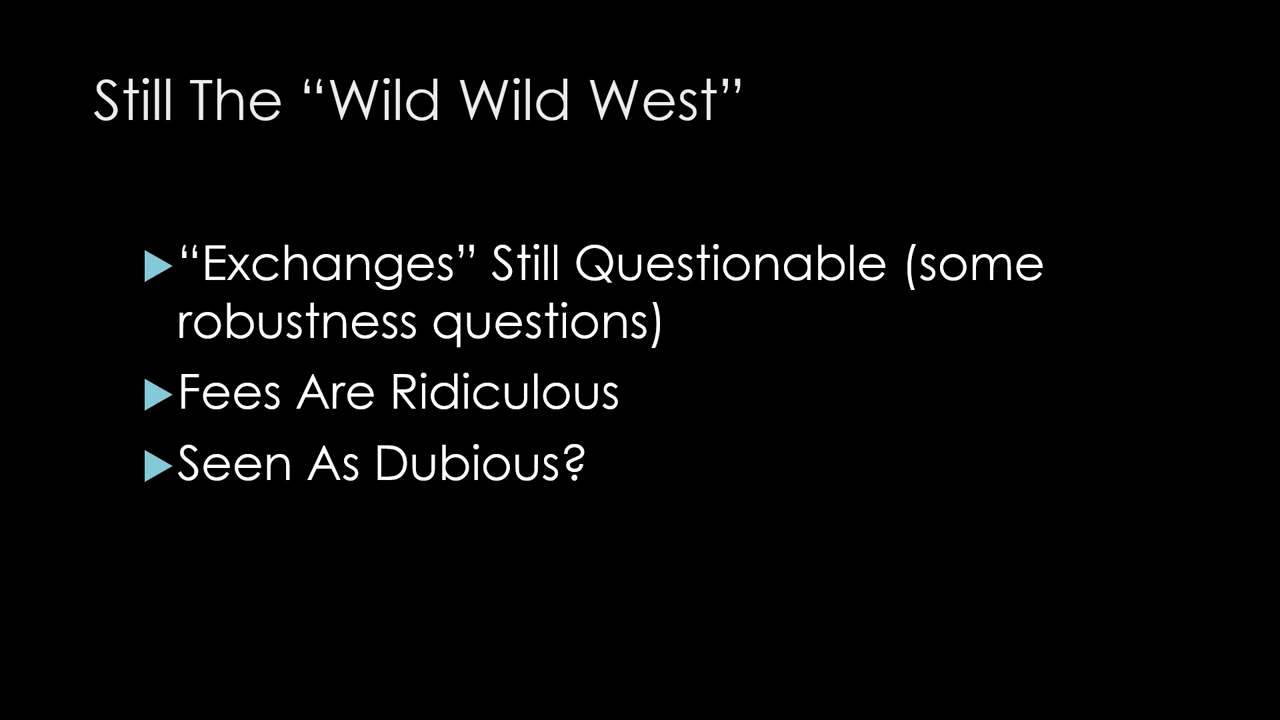 Still The “Wild Wild West”
▶“Exchanges” Still Questionable (some
robustness questions)
▶Fees Are Ridiculous
▶Seen As Dubious?